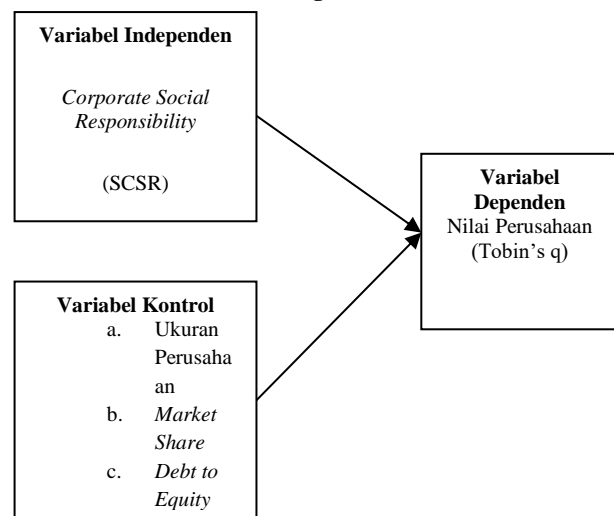 Variabel Independen
Corporate Social
Responsibility
(SCSR)
Variabel
Dependen
Nilai Perusahaan
(Tobin's q)
Variabel Kontrol
a. Ukuran
Perusaha
an
b. Market
Share
c. Debt to
Equity